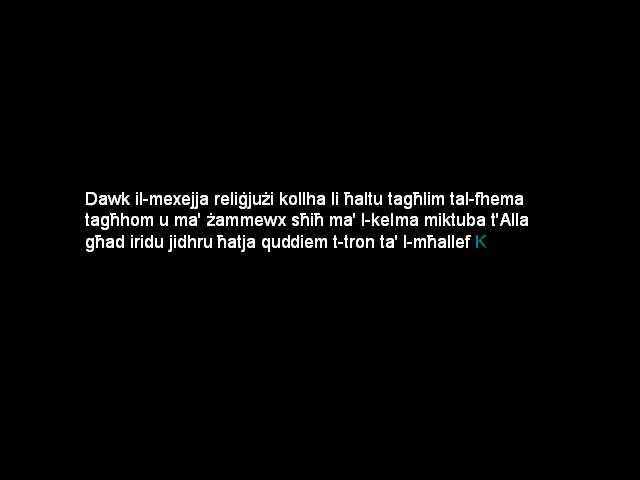 Dawk il-mexejja reliġjużi kollha li ħaltu tagħlim tal-fhema
tagħhom u ma' żammewx sħiħ ma' l-kelma miktuba t'Alla
għad iridu jidhru ħatja quddiem t-tron ta' l-mħallef K